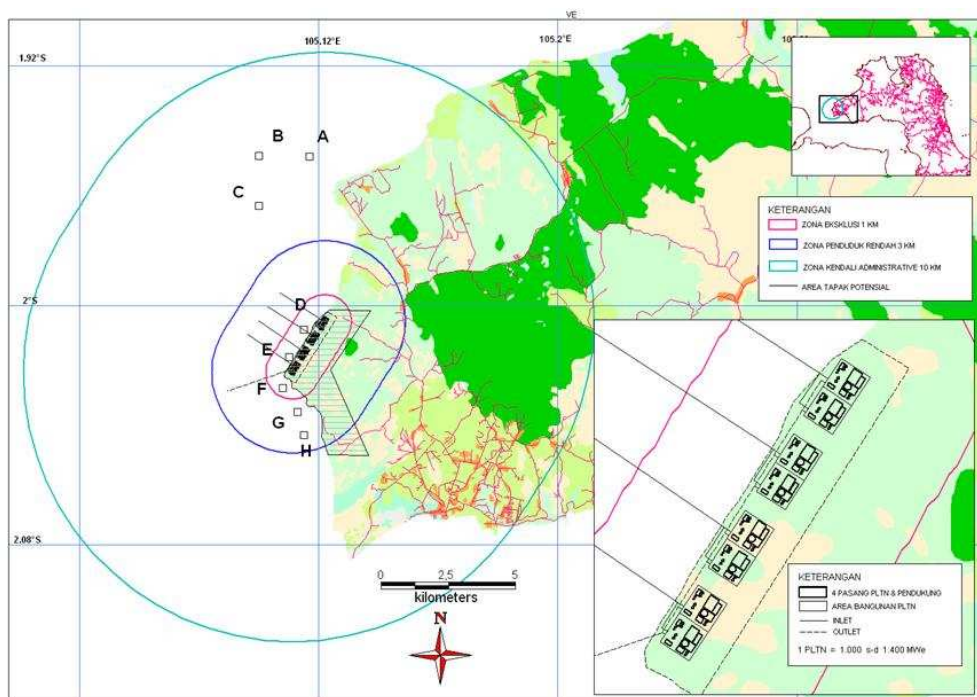 VE
105.12°E
105.2°E
1.92°S
B
A
C
KETERANGAN
ZONA EKSKLUSI 1 KM
ZONA PENDUDUK RENDAH 3 KM
ZONA KENDALI ADMINISTRATIVE 10 KM
AREA TAPAK POTENSIAL
2°S
D
E
F
G
H
2.08°S
0
2,5
5
kilometers
N
KETERANGAN
4 PASANG PLTN & PENDUKUNG
AREA BANGUNAN PLTN
INLET
OUTLET
1 PLTN = 1.000 s-d 1.400 MWe